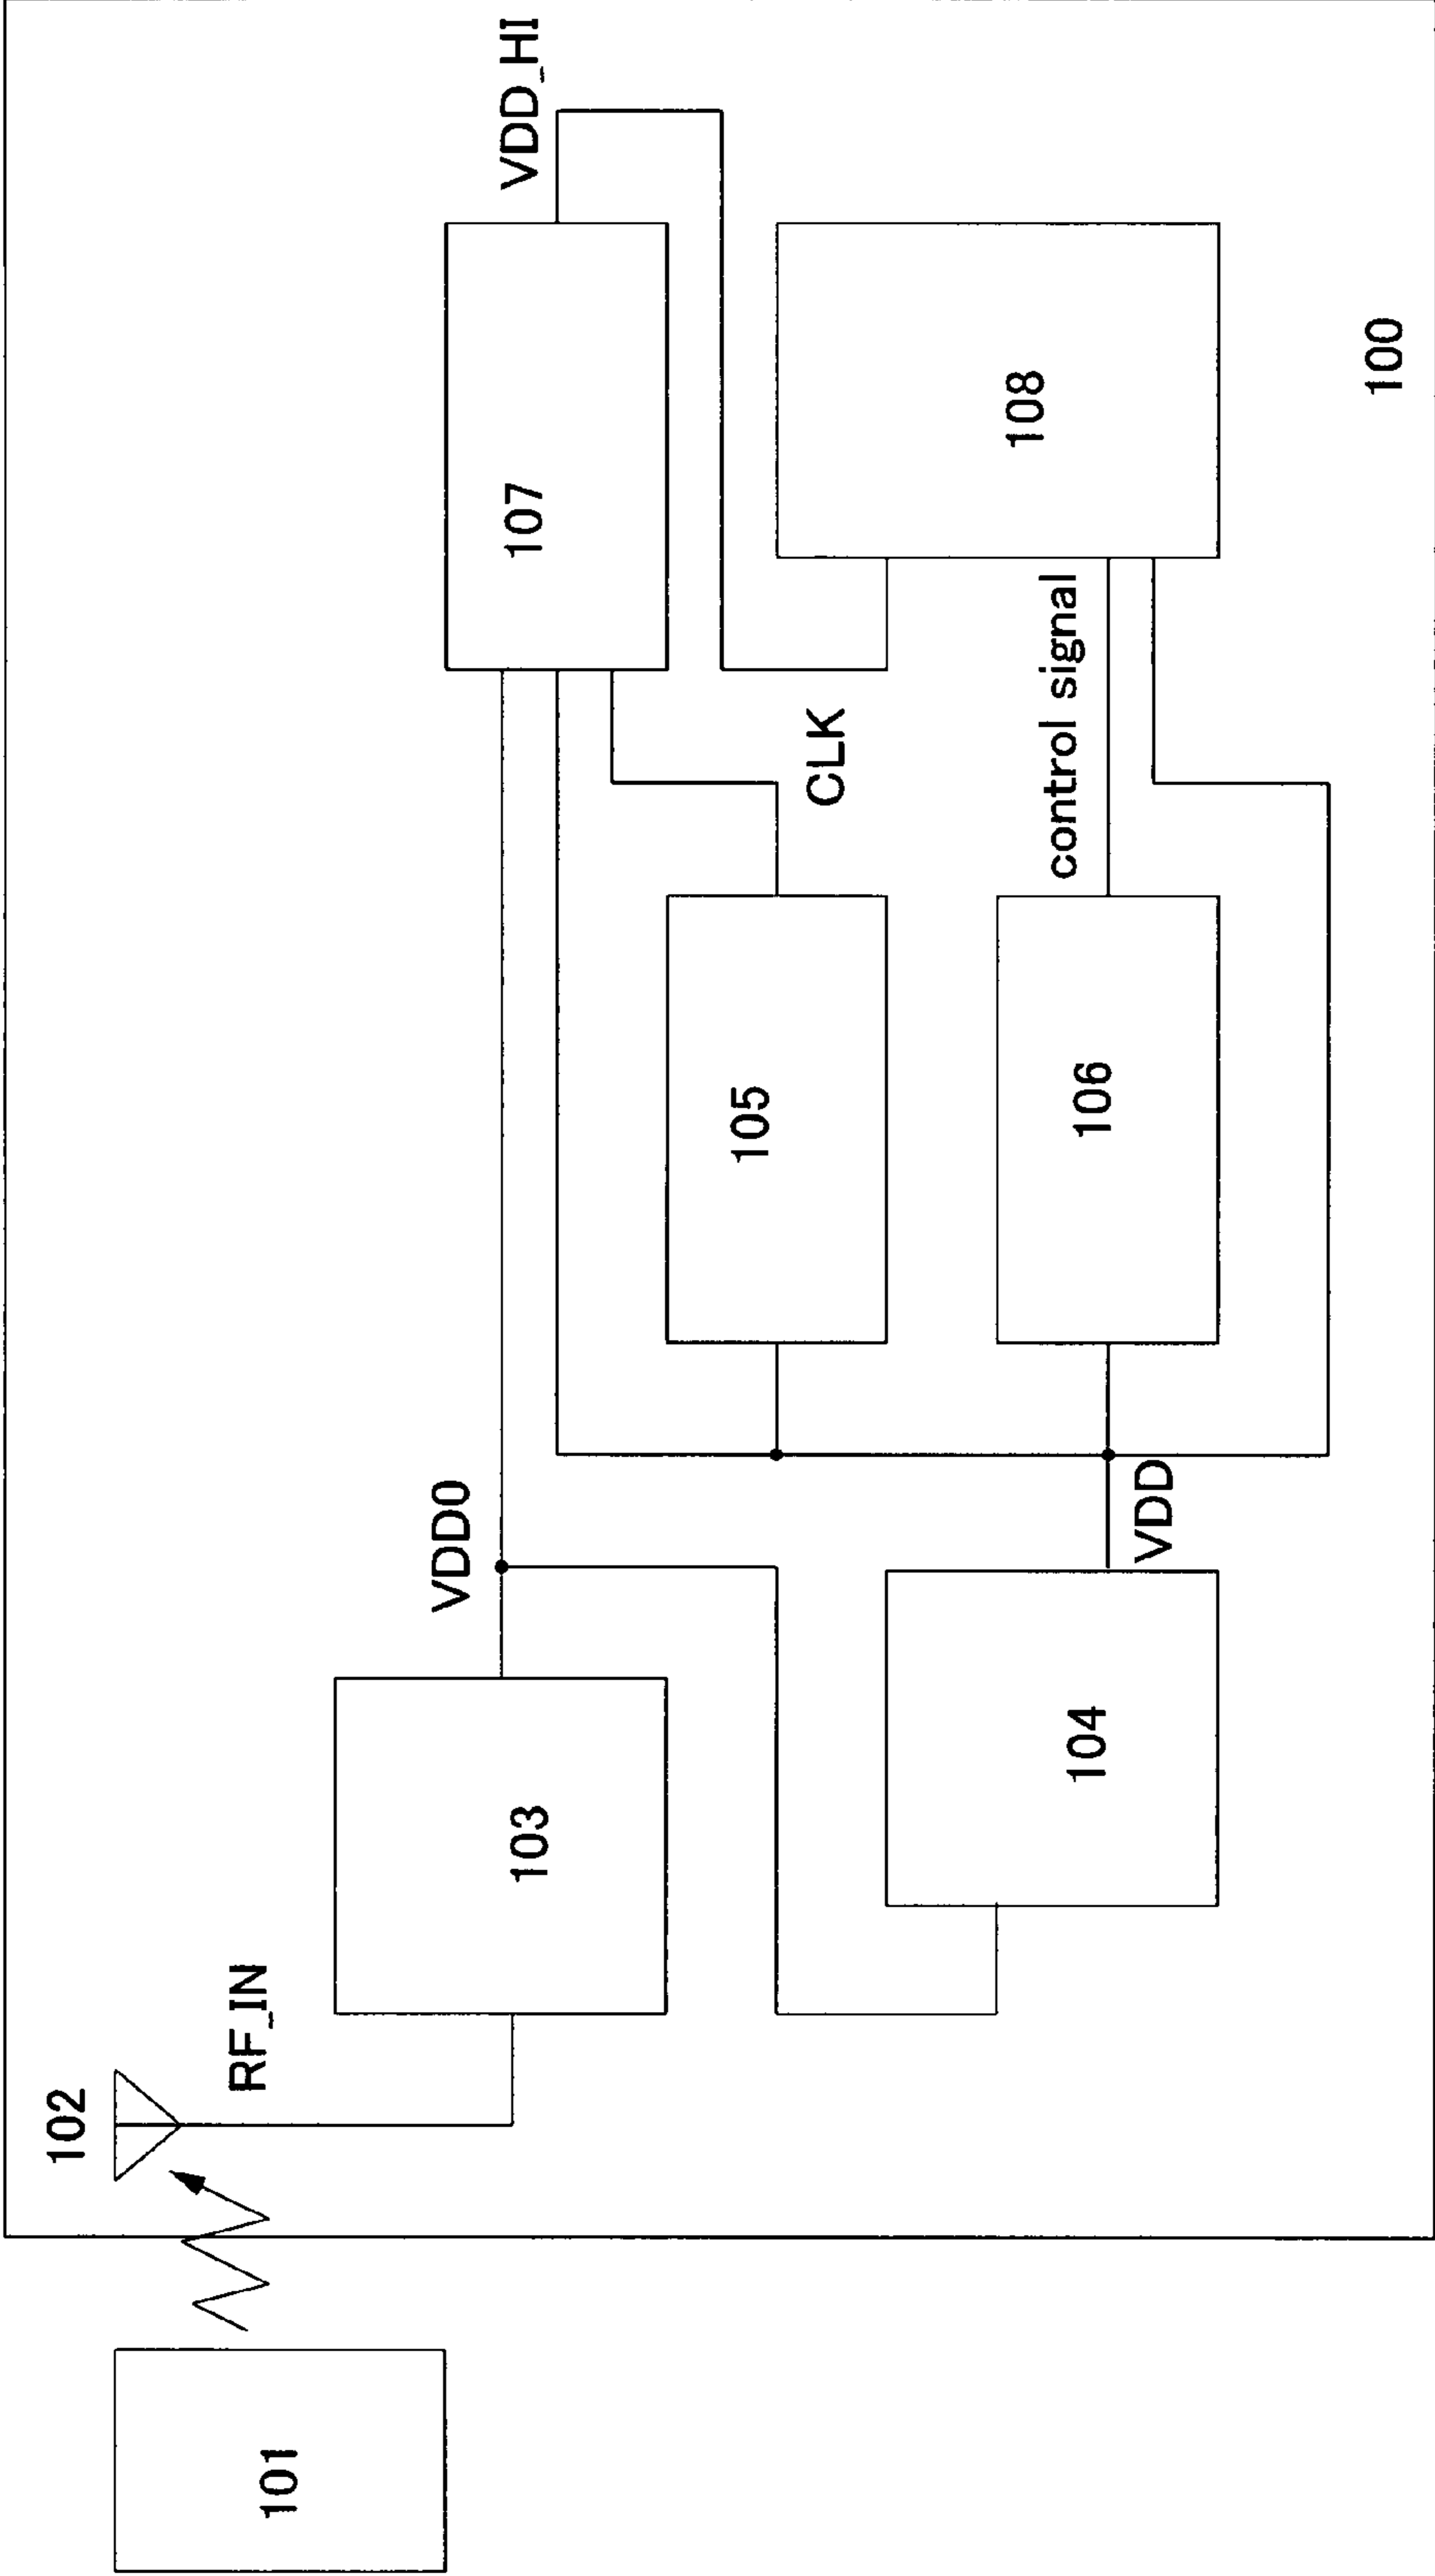 102
RF_IN
101
103
VDD0
104
VDD
105
106
CLK
control signal
107
VDD_HI
108
100